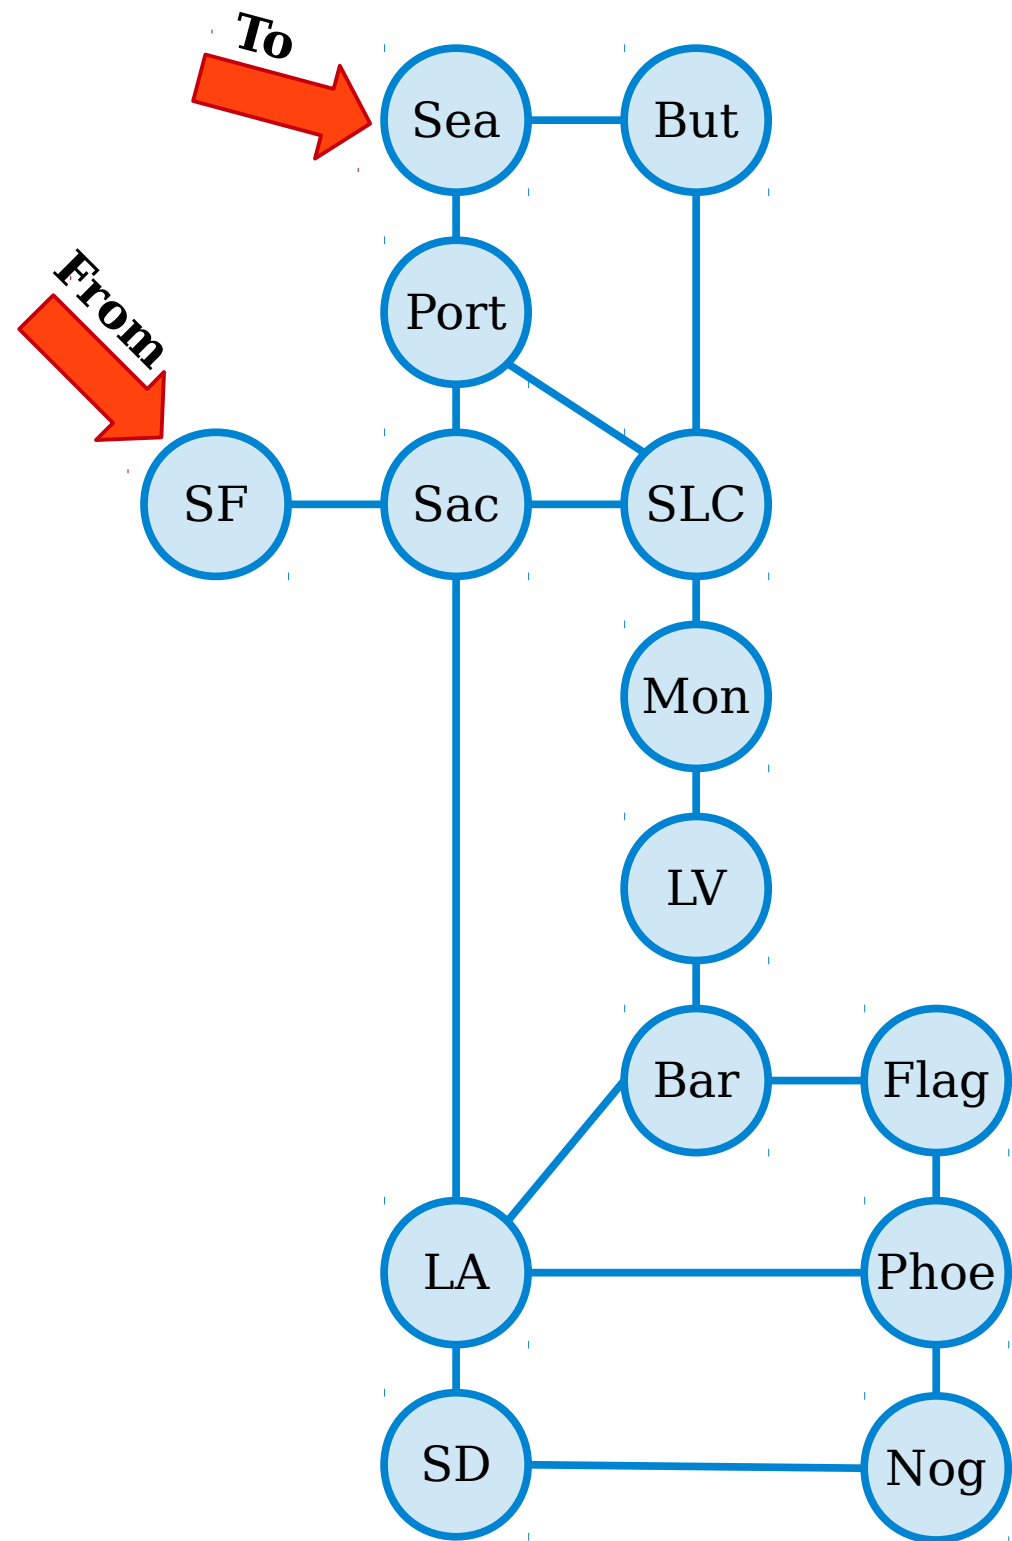 To
Sea
But
From
Port
SF
Sac
SLC
Mon
LV
Bar
Flag
LA
Phoe
SD
Nog